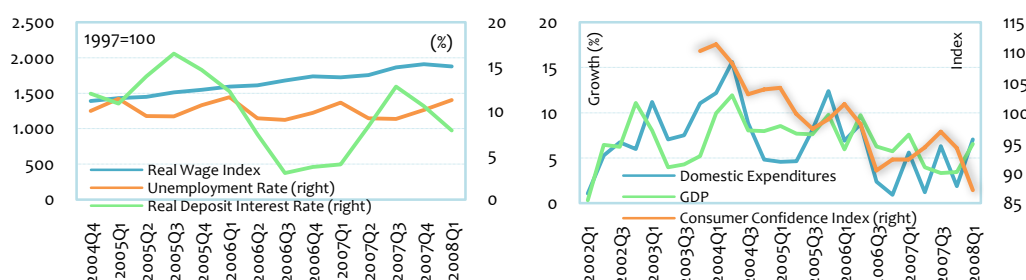 2.500
2.000
1.500
1.000
500
0
1997=100
(%)
20
15
10
5
0
Real Wage Index
Unemployment Rate (right)
Real Deposit Interest Rate (right)
2004Q4
2005Q1
2005Q2
2005Q3
2005Q4
2006Q1
2006Q2
2006Q3
2006Q4
2007Q1
2007Q2
2007Q3
2007Q4
2008Q1
20
15
10
5
0
Growth (%)
Index
115
110
105
100
95
90
85
Domestic Expenditures
GDP
Consumer Confidence Index (right)
2002Q1
2002Q3
2003Q1
2003Q3
2004Q1
2004Q3
2005Q1
2005Q3
2006Q1
2006Q3
2007Q1
2007Q3
2008Q1